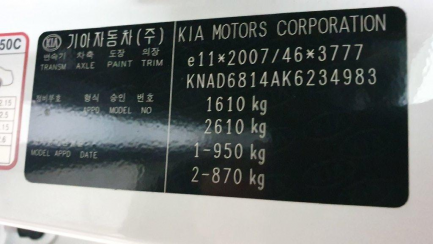 50C
KIA 기아자동차(주) KIA MOTORS CORPORATION
변속기 차축 도장 의장
TRANSM AXLE PAINT TRIM
e11*2007/46*3777
KNAD6814AK6234983
형식 승인 번호
APPD MODEL NO
1610 kg
2610 kg
MODEL APPD DATE
1-950 kg
2-870 kg